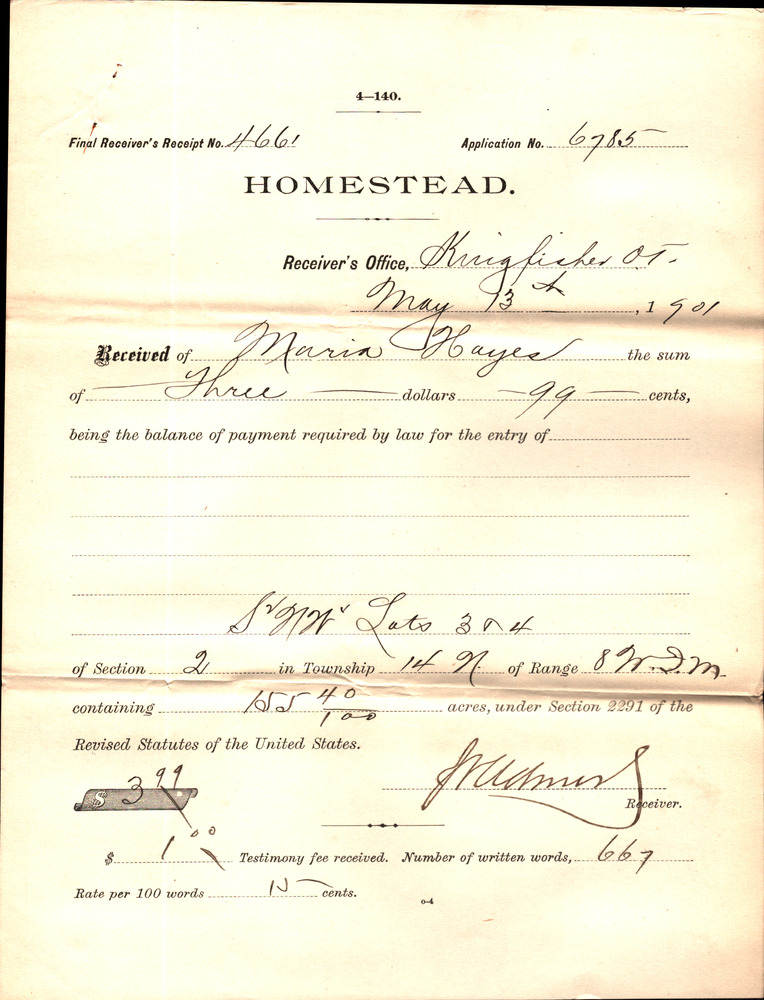 4—140.
Final Receiver's Receipt No. 4661 Application No. 6785
HOMESTEAD.
Receiver's Office, Kingfisher O.T.
May 13th, 1901
Received of Maria Hayes the sum
of Three dollars 99 cents,
being the balance of payment required by law for the entry of
S½ NW¼ Lots 3 & 4
of Section 2 in Township 14 N. of Range 8 W.I.M.
containing 155 40/100 acres, under Section 2291 of the
Revised Statutes of the United States.
$ 3 99
Receiver.
$ 1 00 Testimony fee received. Number of written words, 667
Rate per 100 words 15 cents.
o-4